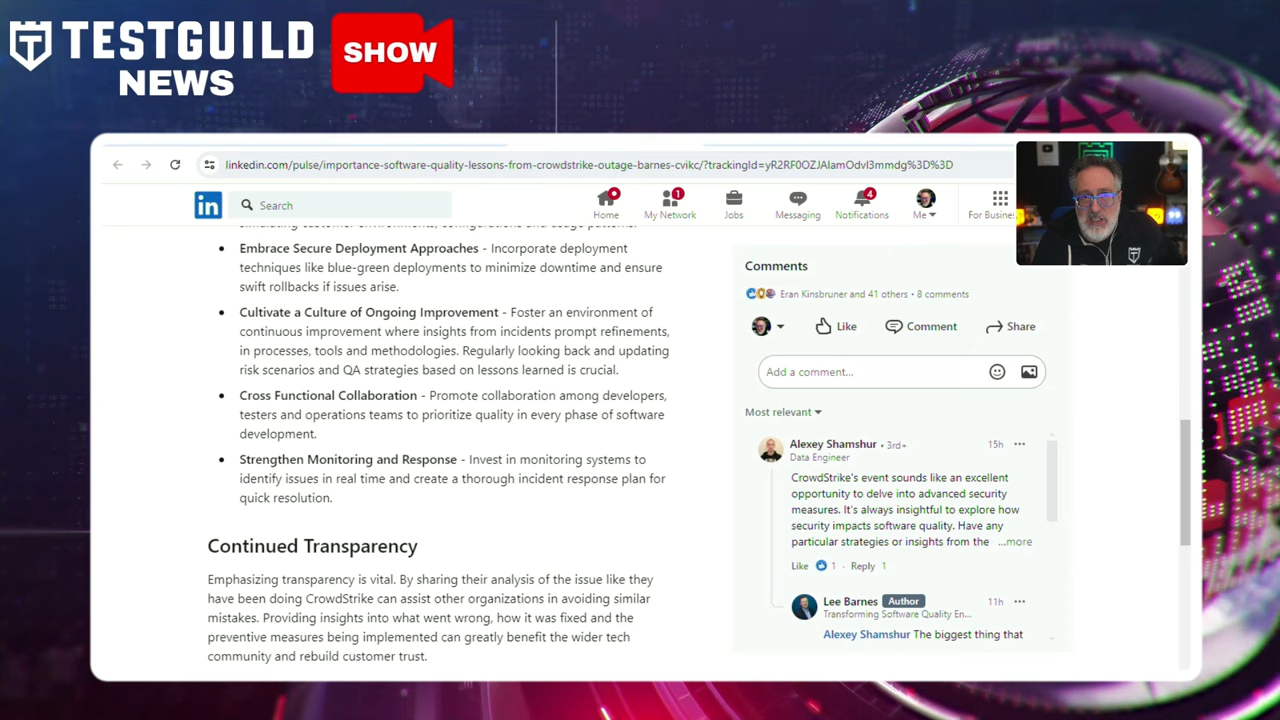 TESTGUILD
NEWS
SHOW
linkedin.com/pulse/importance-software-quality-lessons-from-crowdstrike-outage-barnes-cvikc/?trackingId=yR2RF0OZJAlamOdvI3mmdg%3D%3D
in
Search
Home
My Network
1
Jobs
Messaging
Notifications
4
Me
For Busine
simulating customer environments, configurations and usage patterns.
• Embrace Secure Deployment Approaches - Incorporate deployment
techniques like blue-green deployments to minimize downtime and ensure
swift rollbacks if issues arise.
• Cultivate a Culture of Ongoing Improvement - Foster an environment of
continuous improvement where insights from incidents prompt refinements,
in processes, tools and methodologies. Regularly looking back and updating
risk scenarios and QA strategies based on lessons learned is crucial.
• Cross Functional Collaboration - Promote collaboration among developers,
testers and operations teams to prioritize quality in every phase of software
development.
• Strengthen Monitoring and Response - Invest in monitoring systems to
identify issues in real time and create a thorough incident response plan for
quick resolution.
Continued Transparency
Emphasizing transparency is vital. By sharing their analysis of the issue like they
have been doing CrowdStrike can assist other organizations in avoiding similar
mistakes. Providing insights into what went wrong, how it was fixed and the
preventive measures being implemented can greatly benefit the wider tech
community and rebuild customer trust.
Comments
Eran Kinsbruner and 41 others • 8 comments
Like
Comment
Share
Add a comment...
Most relevant
Alexey Shamshur • 3rd+
15h
Data Engineer
CrowdStrike's event sounds like an excellent
opportunity to delve into advanced security
measures. It's always insightful to explore how
security impacts software quality. Have any
particular strategies or insights from the ...more
Like 1 · Reply 1
Lee Barnes Author
11h
Transforming Software Quality En...
Alexey Shamshur The biggest thing that